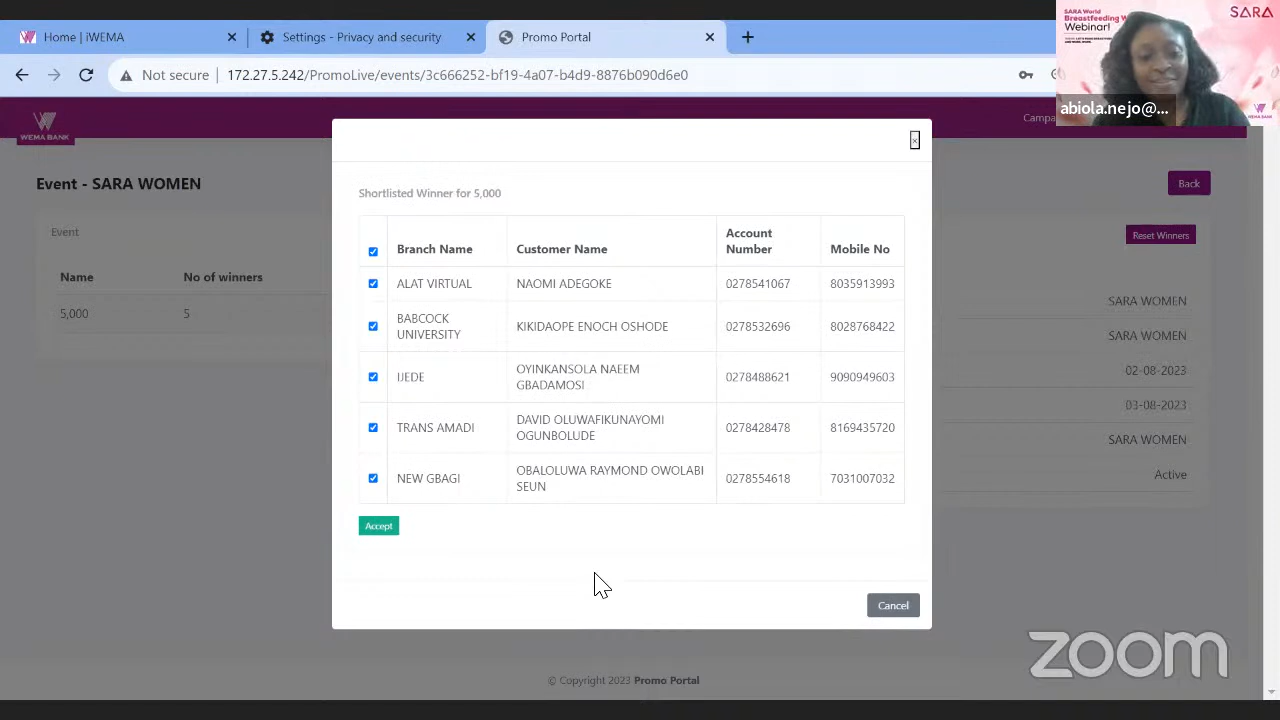 Home | iWEMA
Settings - Privacy and security
Promo Portal
Not secure
172.27.5.242/PromoLive/events/3c666252-bf19-4a07-b4d9-8876b090d6e0
SARA World
Webinar!
SARA
abiola.nejo@...
WEMA BANK
Event - SARA WOMEN
Back
Event
Reset Winners
Name
No of winners
5,000
5
Shortlisted Winner for 5,000
Branch Name
Customer Name
Account
Number
Mobile No
ALAT VIRTUAL
NAOMI ADEGOKE
0278541067
8035913993
BABCOCK
UNIVERSITY
KIKIDAOPE ENOCH OSHODE
0278532696
8028768422
IJEDE
OYINKANSOLA NAEEM
GBADAMOSI
0278488621
9090949603
TRANS AMADI
DAVID OLUWAFIKUNAYOMI
OGUNBOLUDE
0278428478
8169435720
NEW GBAGI
OBALOLUWA RAYMOND OWOLABI
SEUN
0278554618
7031007032
Accept
Cancel
SARA WOMEN
SARA WOMEN
02-08-2023
03-08-2023
SARA WOMEN
Active
zoom
© Copyright 2023 Promo Portal